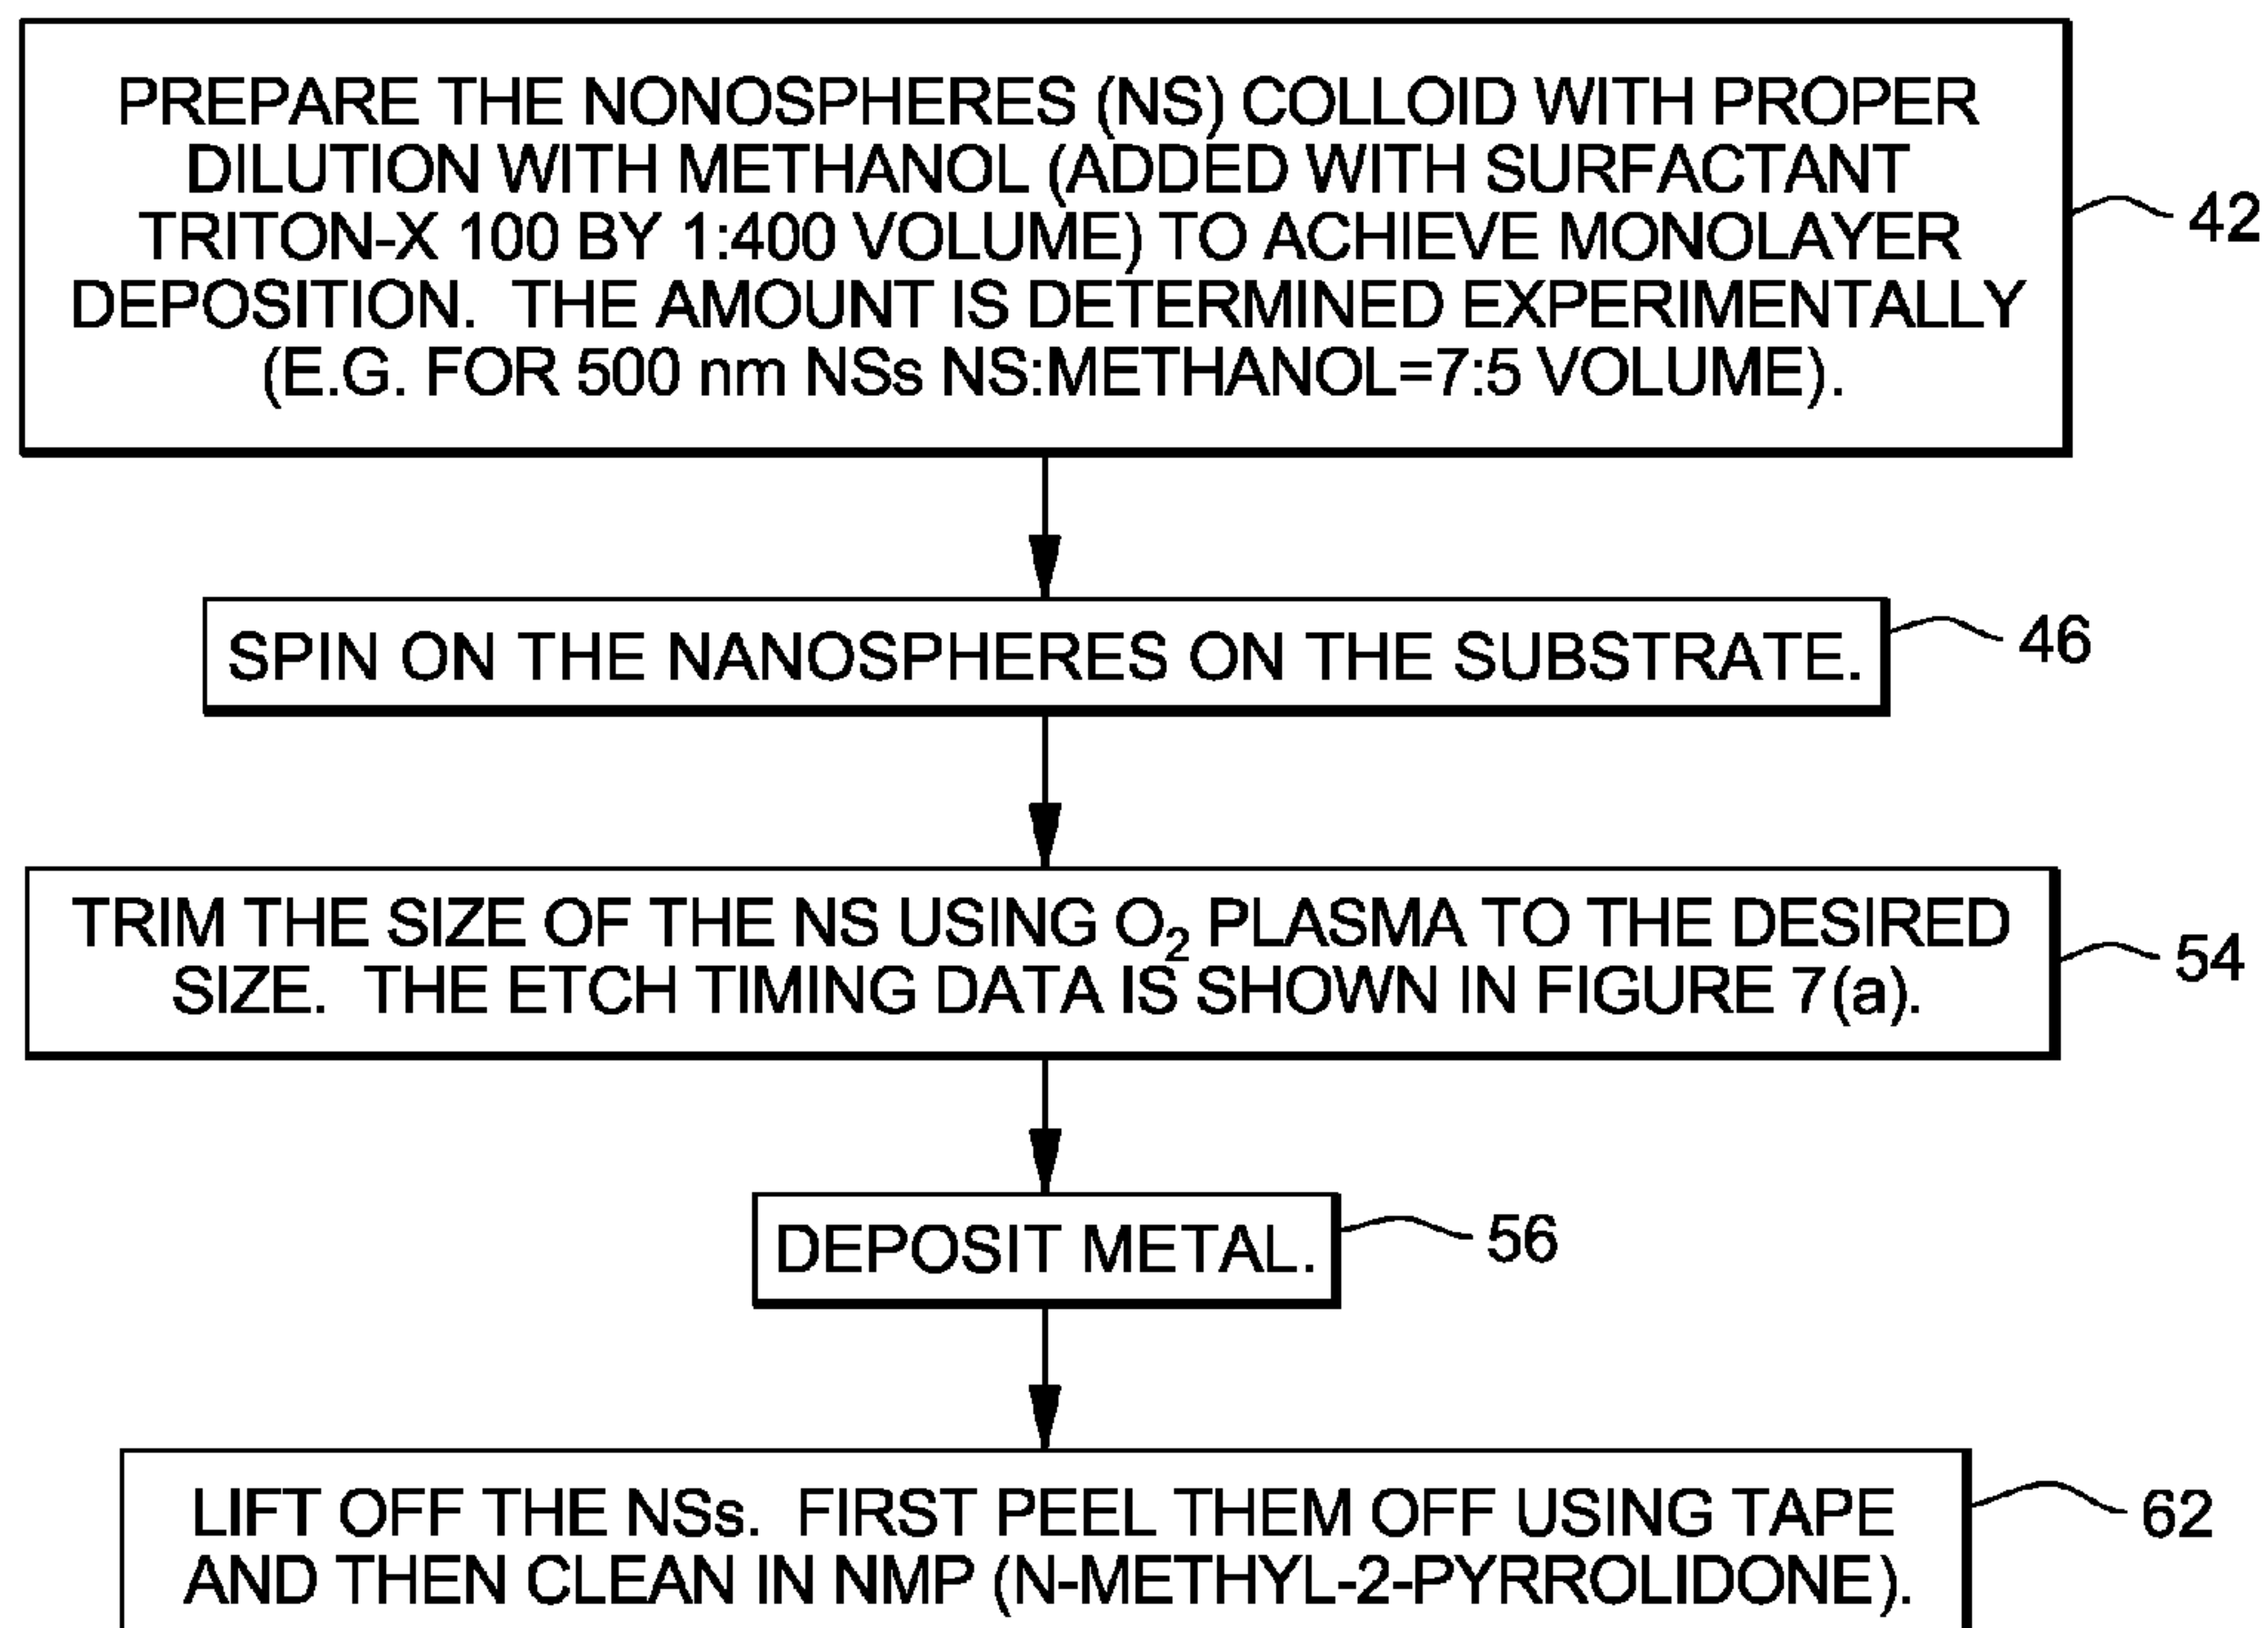 PREPARE THE NONOSPHERES (NS) COLLOID WITH PROPER
DILUTION WITH METHANOL (ADDED WITH SURFACTANT
TRITON-X 100 BY 1:400 VOLUME) TO ACHIEVE MONOLAYER
DEPOSITION. THE AMOUNT IS DETERMINED EXPERIMENTALLY
(E.G. FOR 500 nm NSs NS:METHANOL=7:5 VOLUME).
42
SPIN ON THE NANOSPHERES ON THE SUBSTRATE.
46
TRIM THE SIZE OF THE NS USING O₂ PLASMA TO THE DESIRED
SIZE. THE ETCH TIMING DATA IS SHOWN IN FIGURE 7(a).
54
DEPOSIT METAL.
56
LIFT OFF THE NSs. FIRST PEEL THEM OFF USING TAPE
AND THEN CLEAN IN NMP (N-METHYL-2-PYRROLIDONE).
62